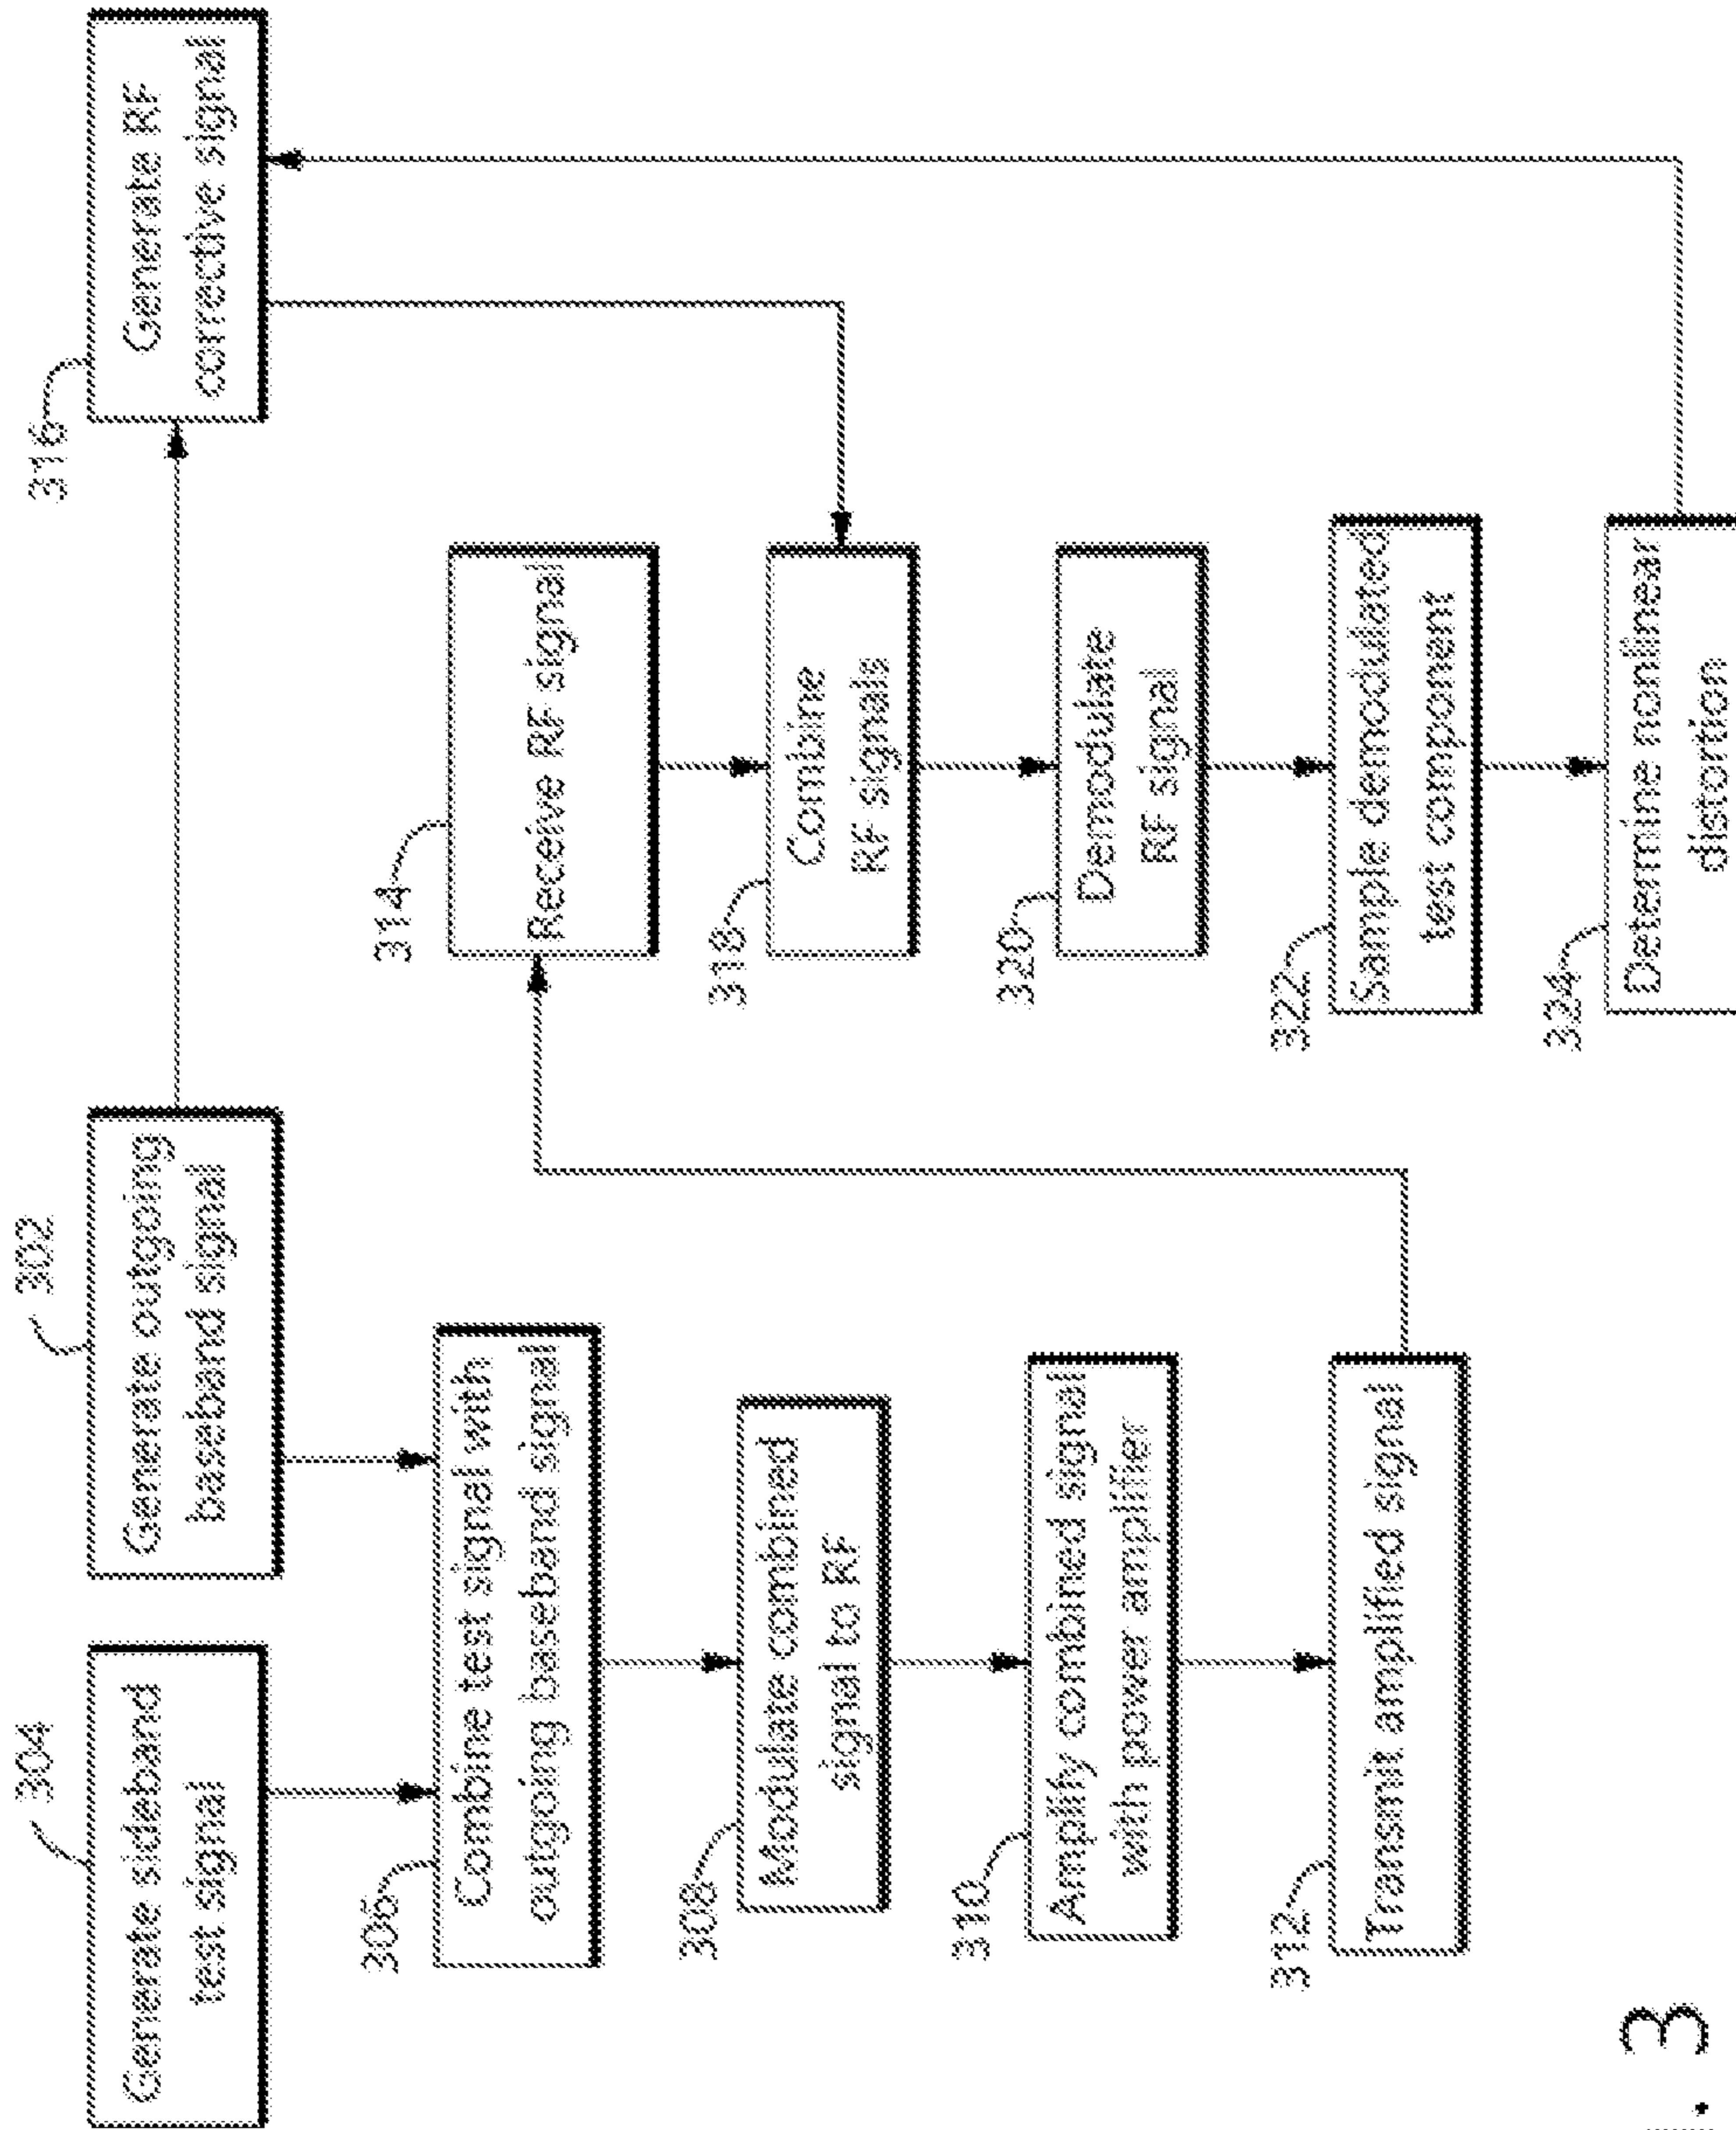 304
Generate sideband
test signal
302
Generate outgoing
baseband signal
316
Generate RF
corrective signal
306
Combine test signal with
outgoing baseband signal
308
Modulate combined
signal to RF
310
Amplify combined signal
with power amplifier
312
Transmit amplified signal
314
Receive RF signal
318
Combine
RF signals
320
Demodulate
RF signal
322
Sample demodulated
test component
324
Determine nonlinear
distortion
. 3